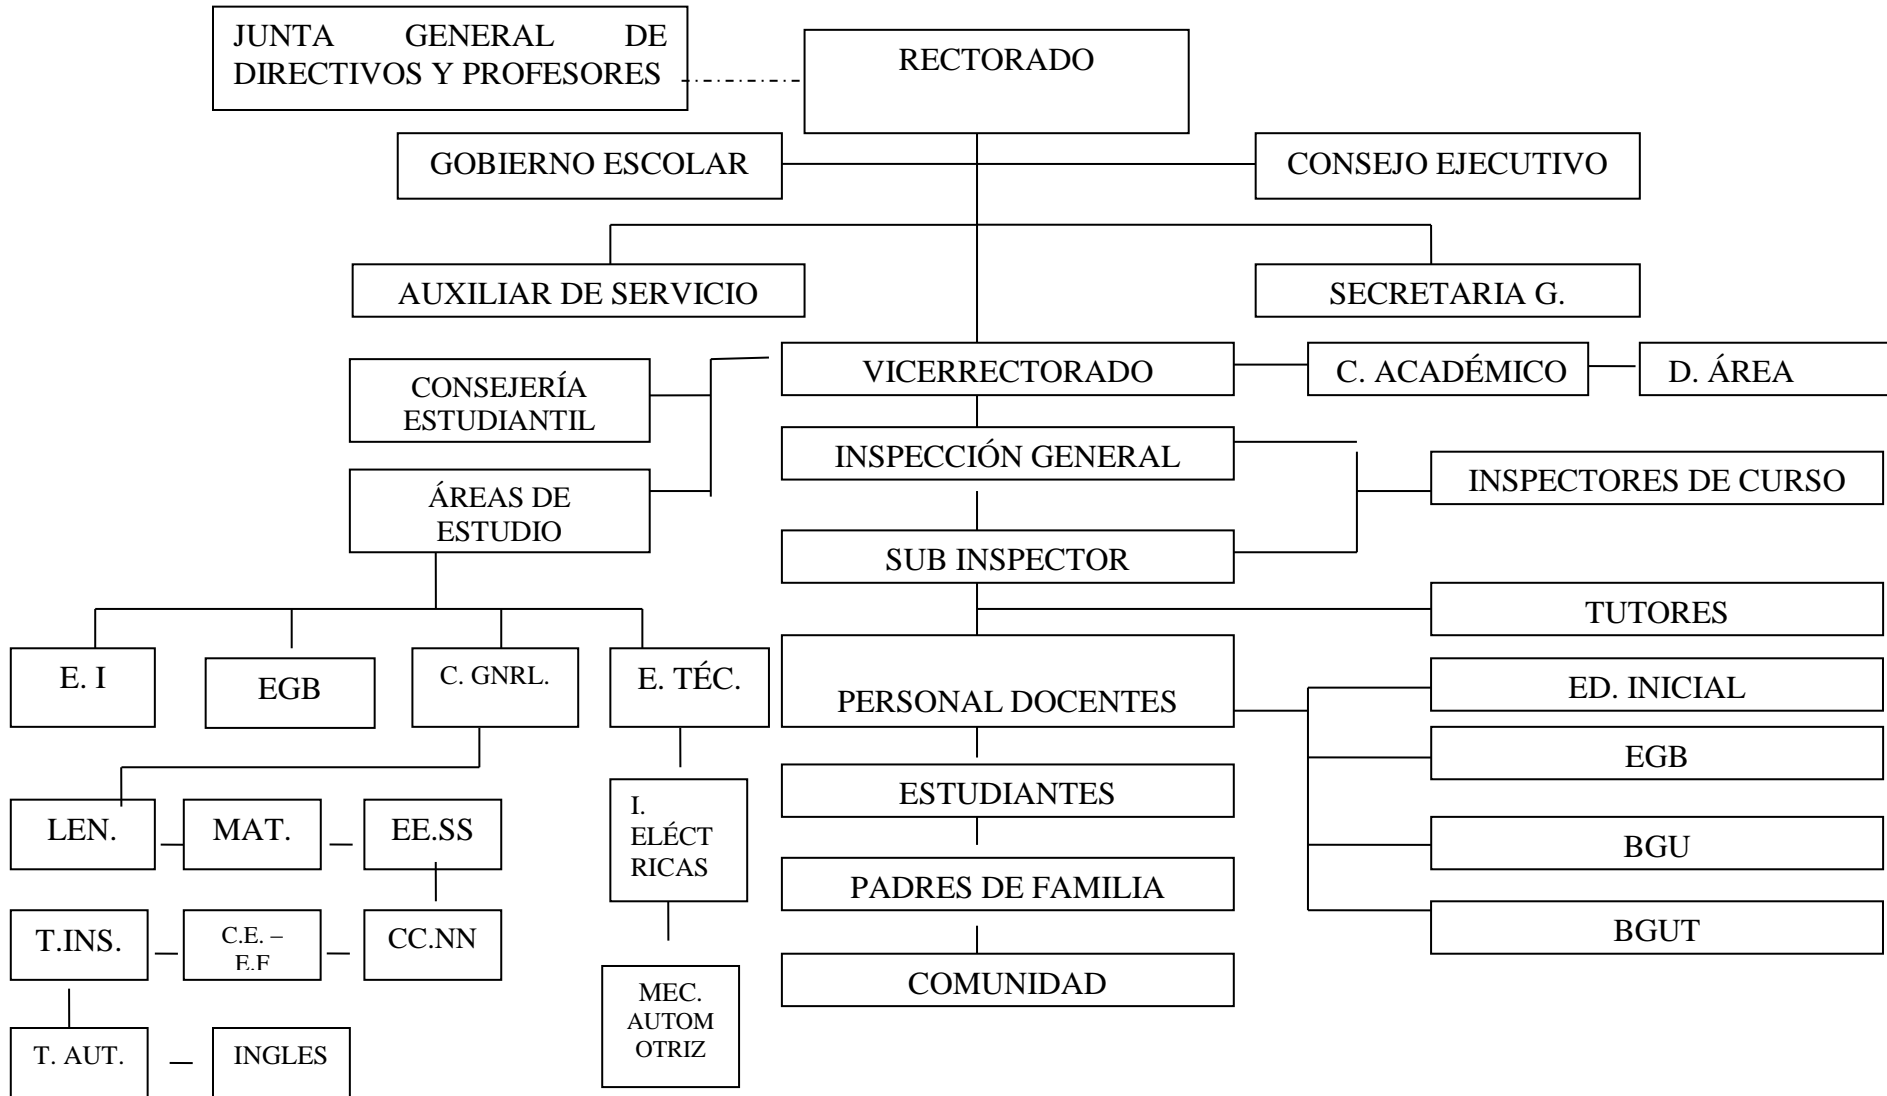 JUNTA GENERAL DE
DIRECTIVOS Y PROFESORES
RECTORADO
GOBIERNO ESCOLAR
CONSEJO EJECUTIVO
AUXILIAR DE SERVICIO
SECRETARIA G.
CONSEJERÍA
ESTUDIANTIL
VICERRECTORADO
C. ACADÉMICO
D. ÁREA
INSPECCIÓN GENERAL
INSPECTORES DE CURSO
ÁREAS DE
ESTUDIO
SUB INSPECTOR
TUTORES
E. I
EGB
C. GNRL.
E. TÉC.
PERSONAL DOCENTES
ED. INICIAL
EGB
BGU
BGUT
ESTUDIANTES
PADRES DE FAMILIA
COMUNIDAD
LEN.
MAT.
EE.SS
I.
ELÉCT
RICAS
T.INS.
C.E. –
E.F
CC.NN
MEC.
AUTOM
OTRIZ
T. AUT.
INGLES